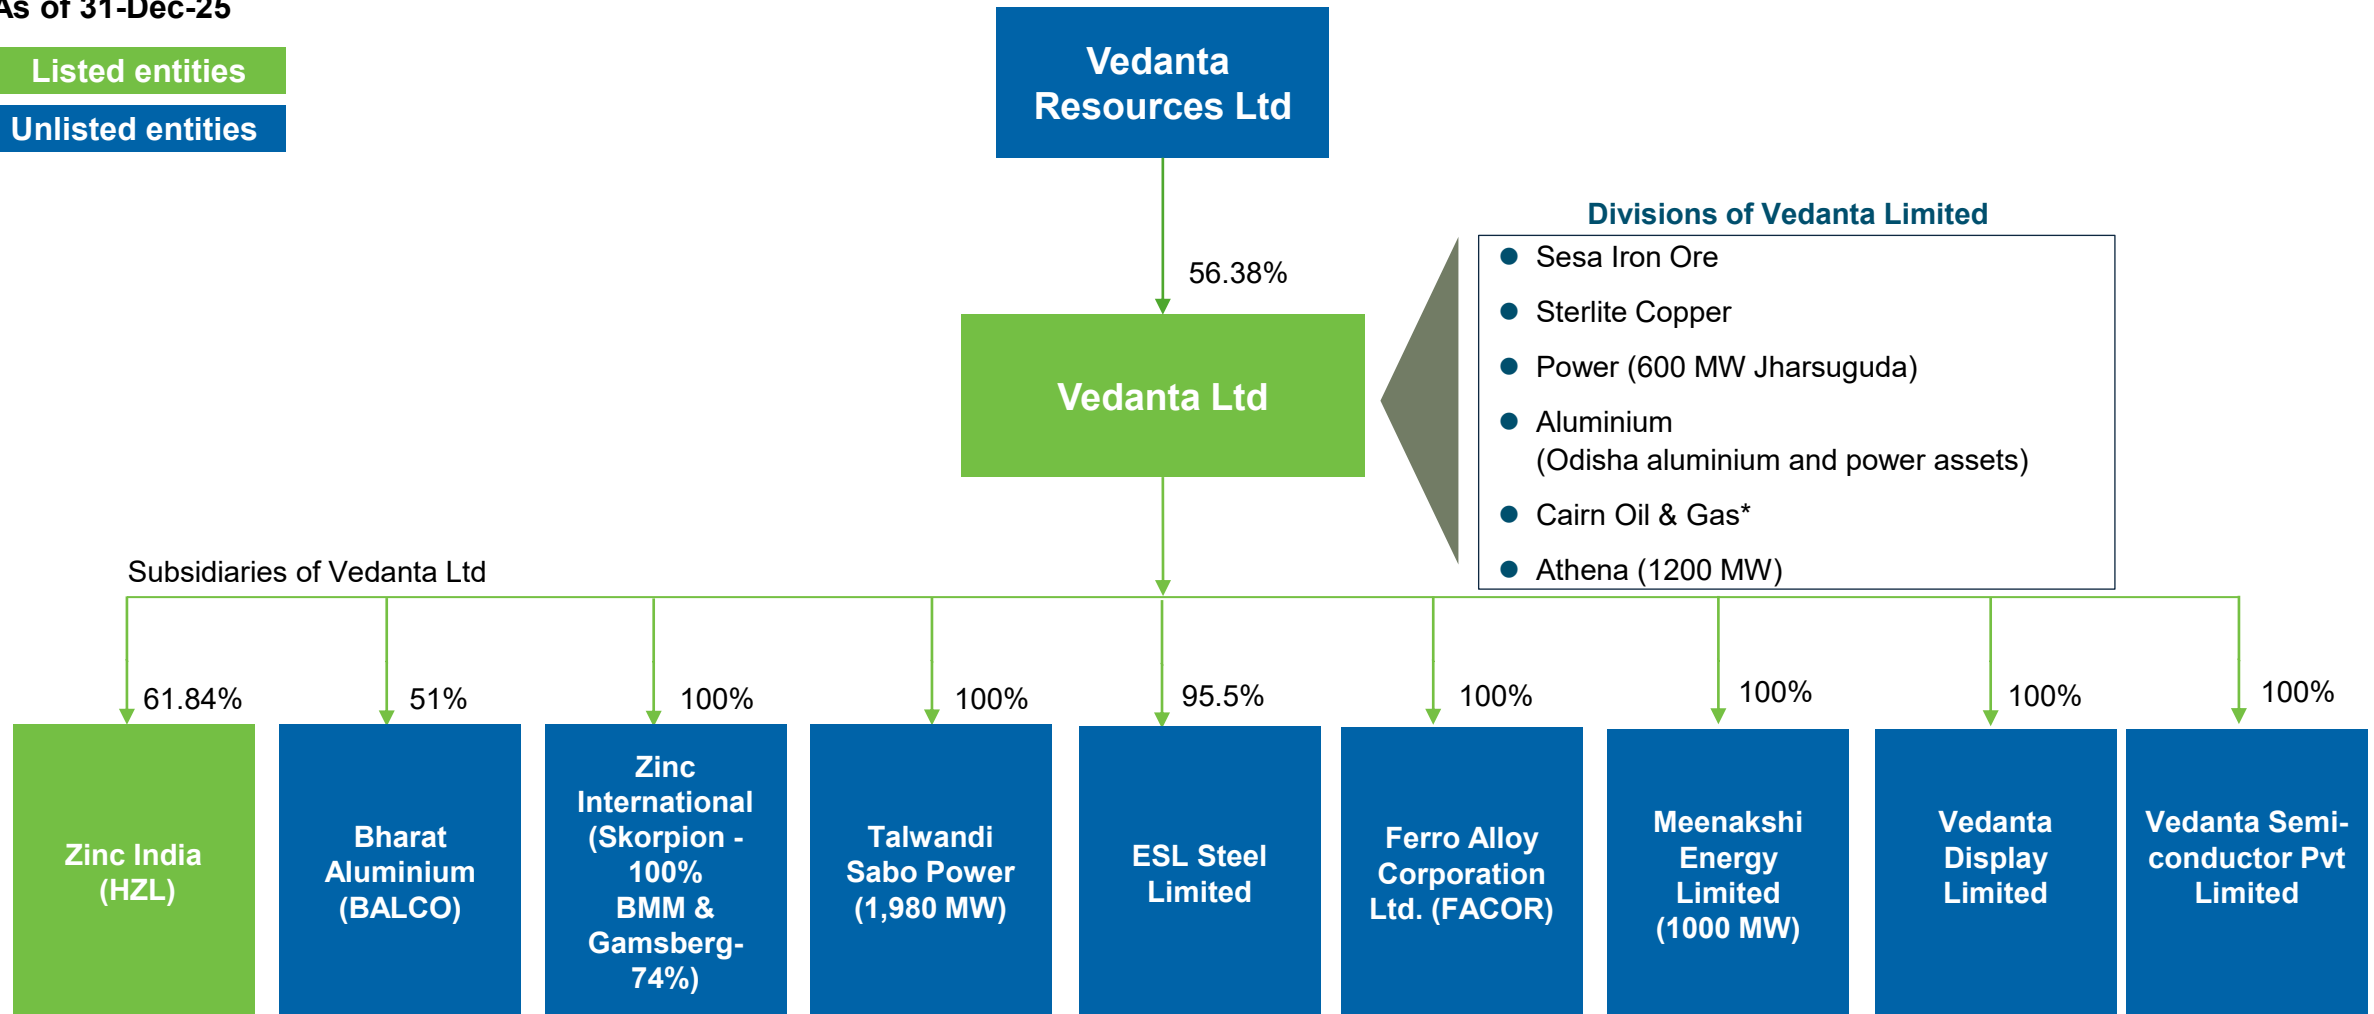 As of 31-Dec-25
Listed entities
Unlisted entities
Vedanta
Resources Ltd
56.38%
Vedanta Ltd
Divisions of Vedanta Limited
Sesa Iron Ore
Sterlite Copper
Power (600 MW Jharsuguda)
Aluminium
(Odisha aluminium and power assets)
Cairn Oil & Gas*
Athena (1200 MW)
Subsidiaries of Vedanta Ltd
61.84%
51%
100%
100%
95.5%
100%
100%
100%
100%
Zinc India
(HZL)
Bharat
Aluminium
(BALCO)
Zinc
International
(Skorpion -
100%
BMM &
Gamsberg-
74%)
Talwandi
Sabo Power
(1,980 MW)
ESL Steel
Limited
Ferro Alloy
Corporation
Ltd. (FACOR)
Meenakshi
Energy
Limited
(1000 MW)
Vedanta
Display
Limited
Vedanta Semi-
conductor Pvt
Limited